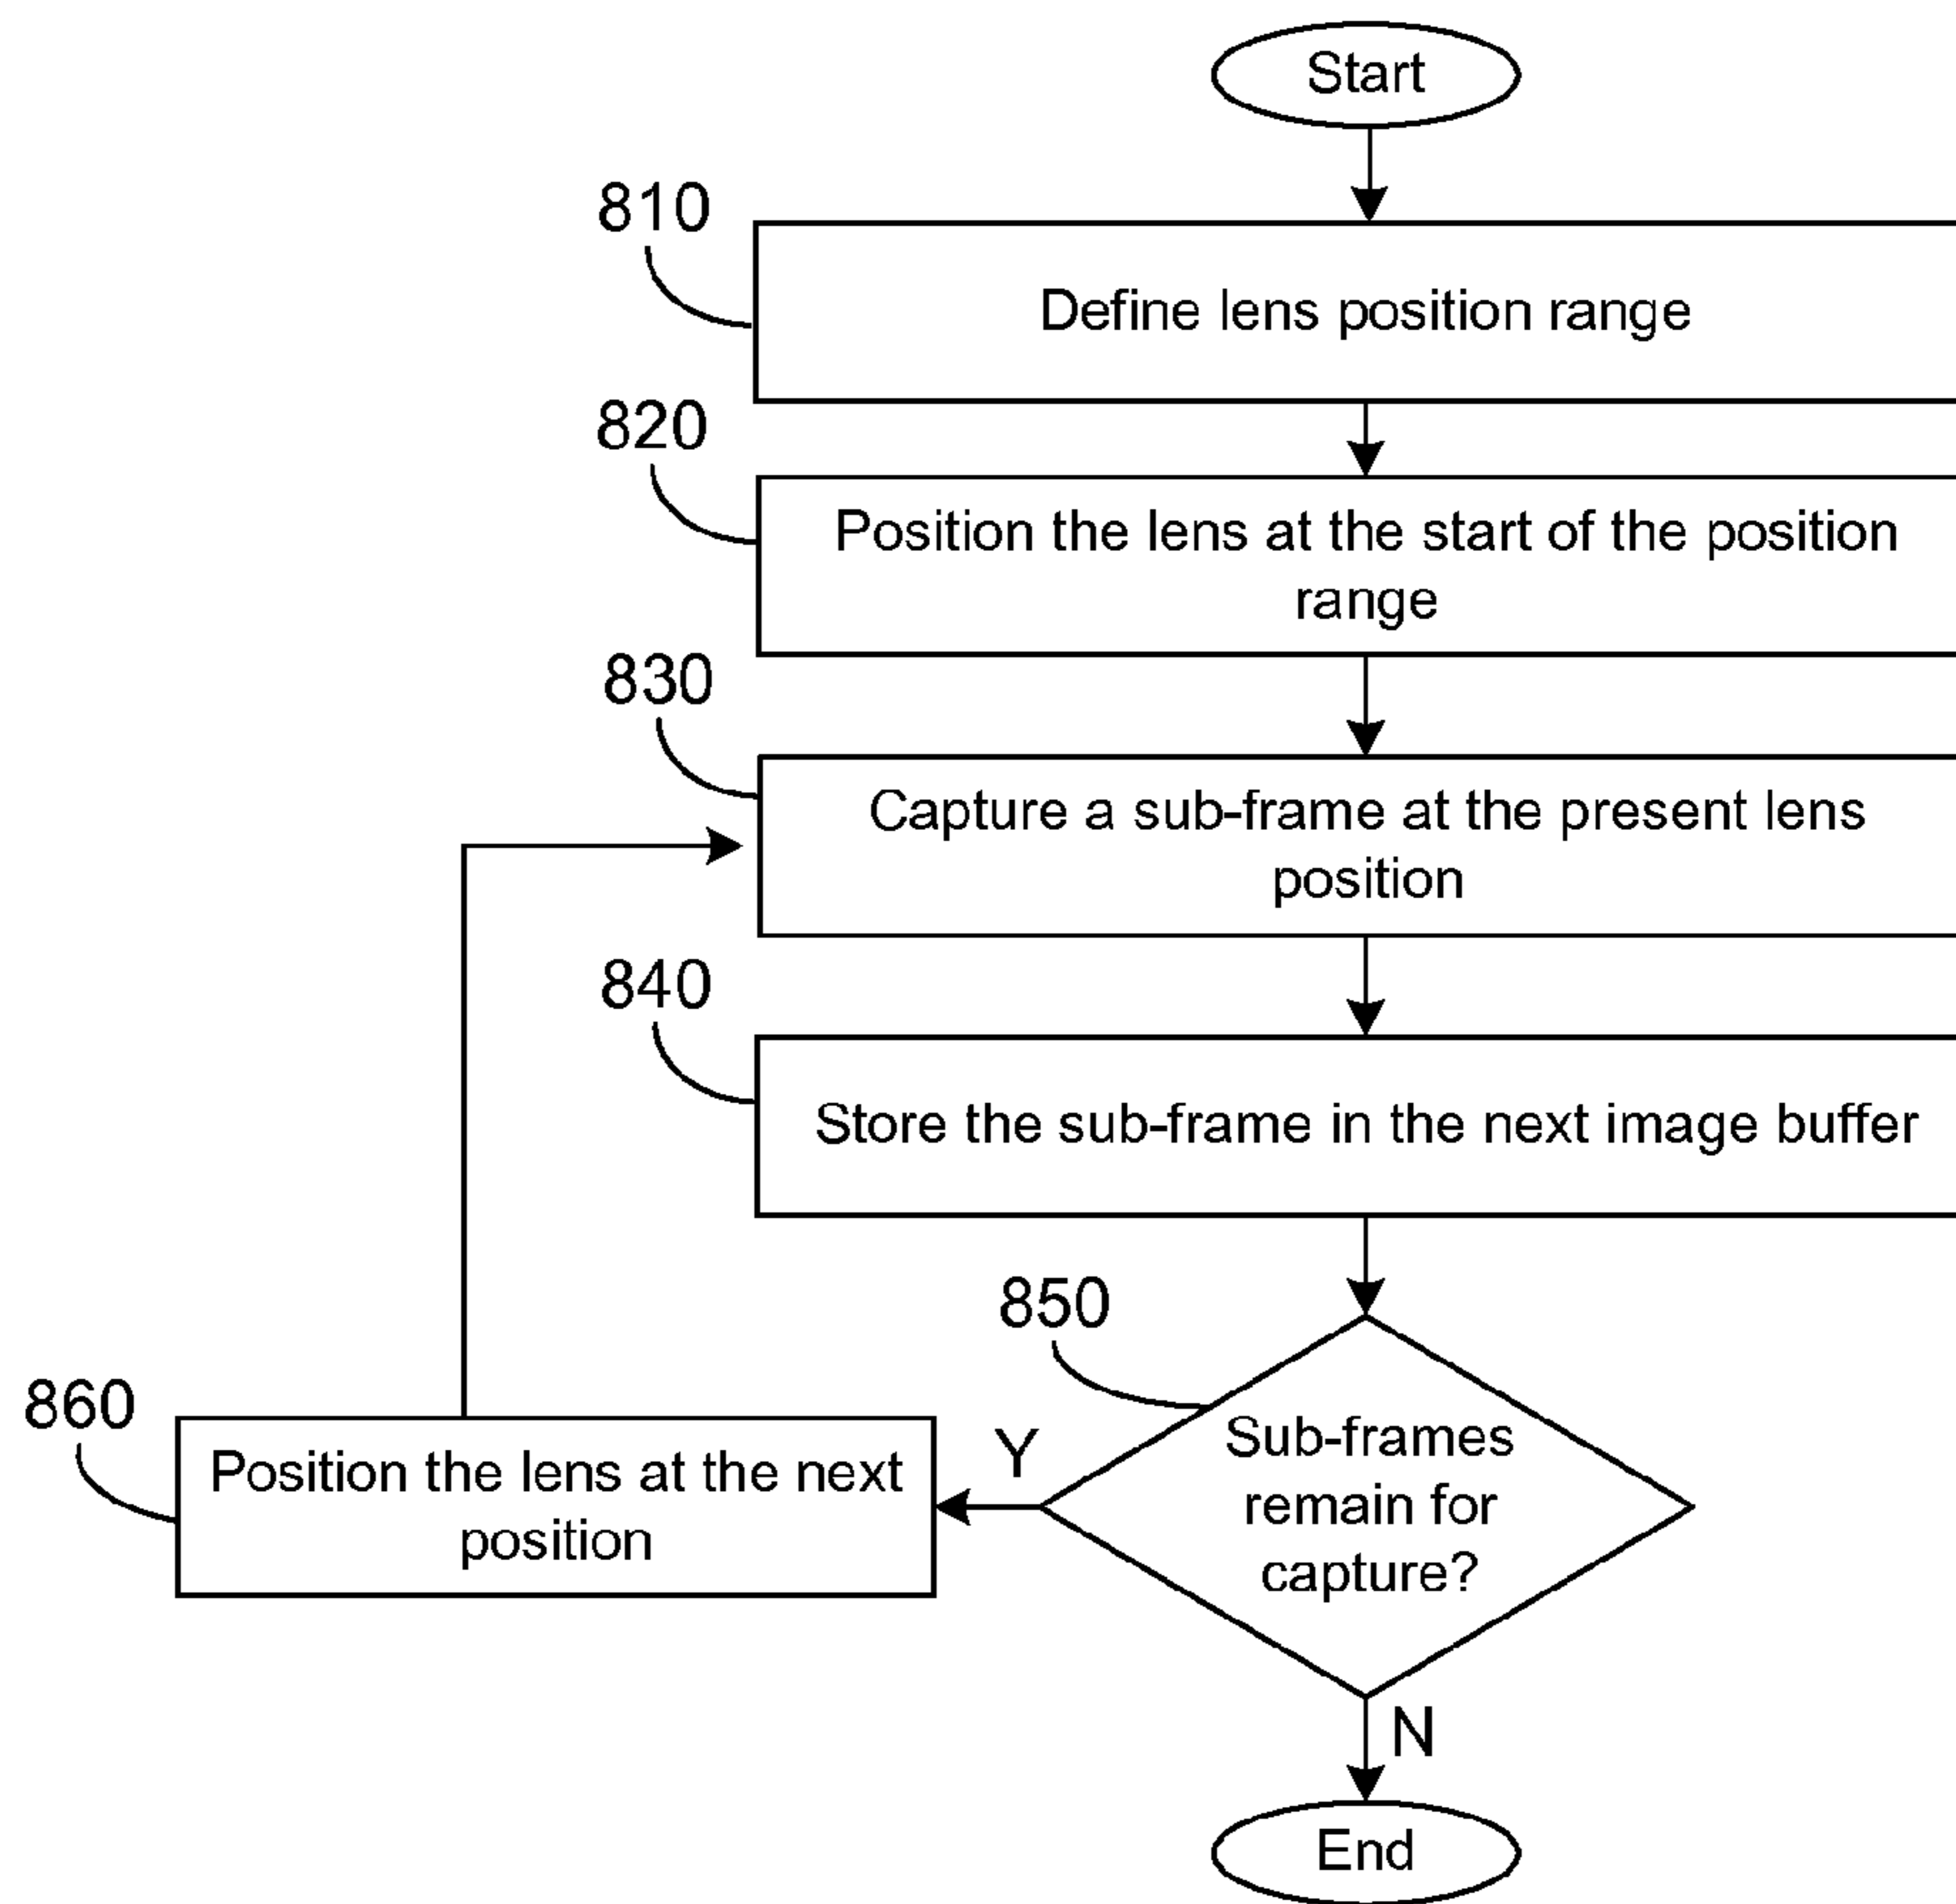 Start
810
Define lens position range
820
Position the lens at the start of the position
range
830
Capture a sub-frame at the present lens
position
840
Store the sub-frame in the next image buffer
850
Sub-frames
remain for
capture?
Y
860
Position the lens at the next
position
N
End